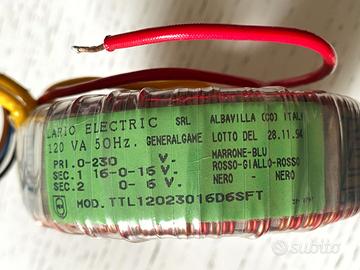 LARIO ELECTRIC SRL ALBAVILLA (CO) ITAL
120 VA 50Hz. GENERALGAME LOTTO DEL 28.11.94
PRI.0-230 V. MARRONE-BLU
SEC.1 16-0-16 V. ROSSO-GIALLO-ROSSO
SEC.2 0- 6 V. NERO - NERO
MOD.TTL12023016D6SFT
subito